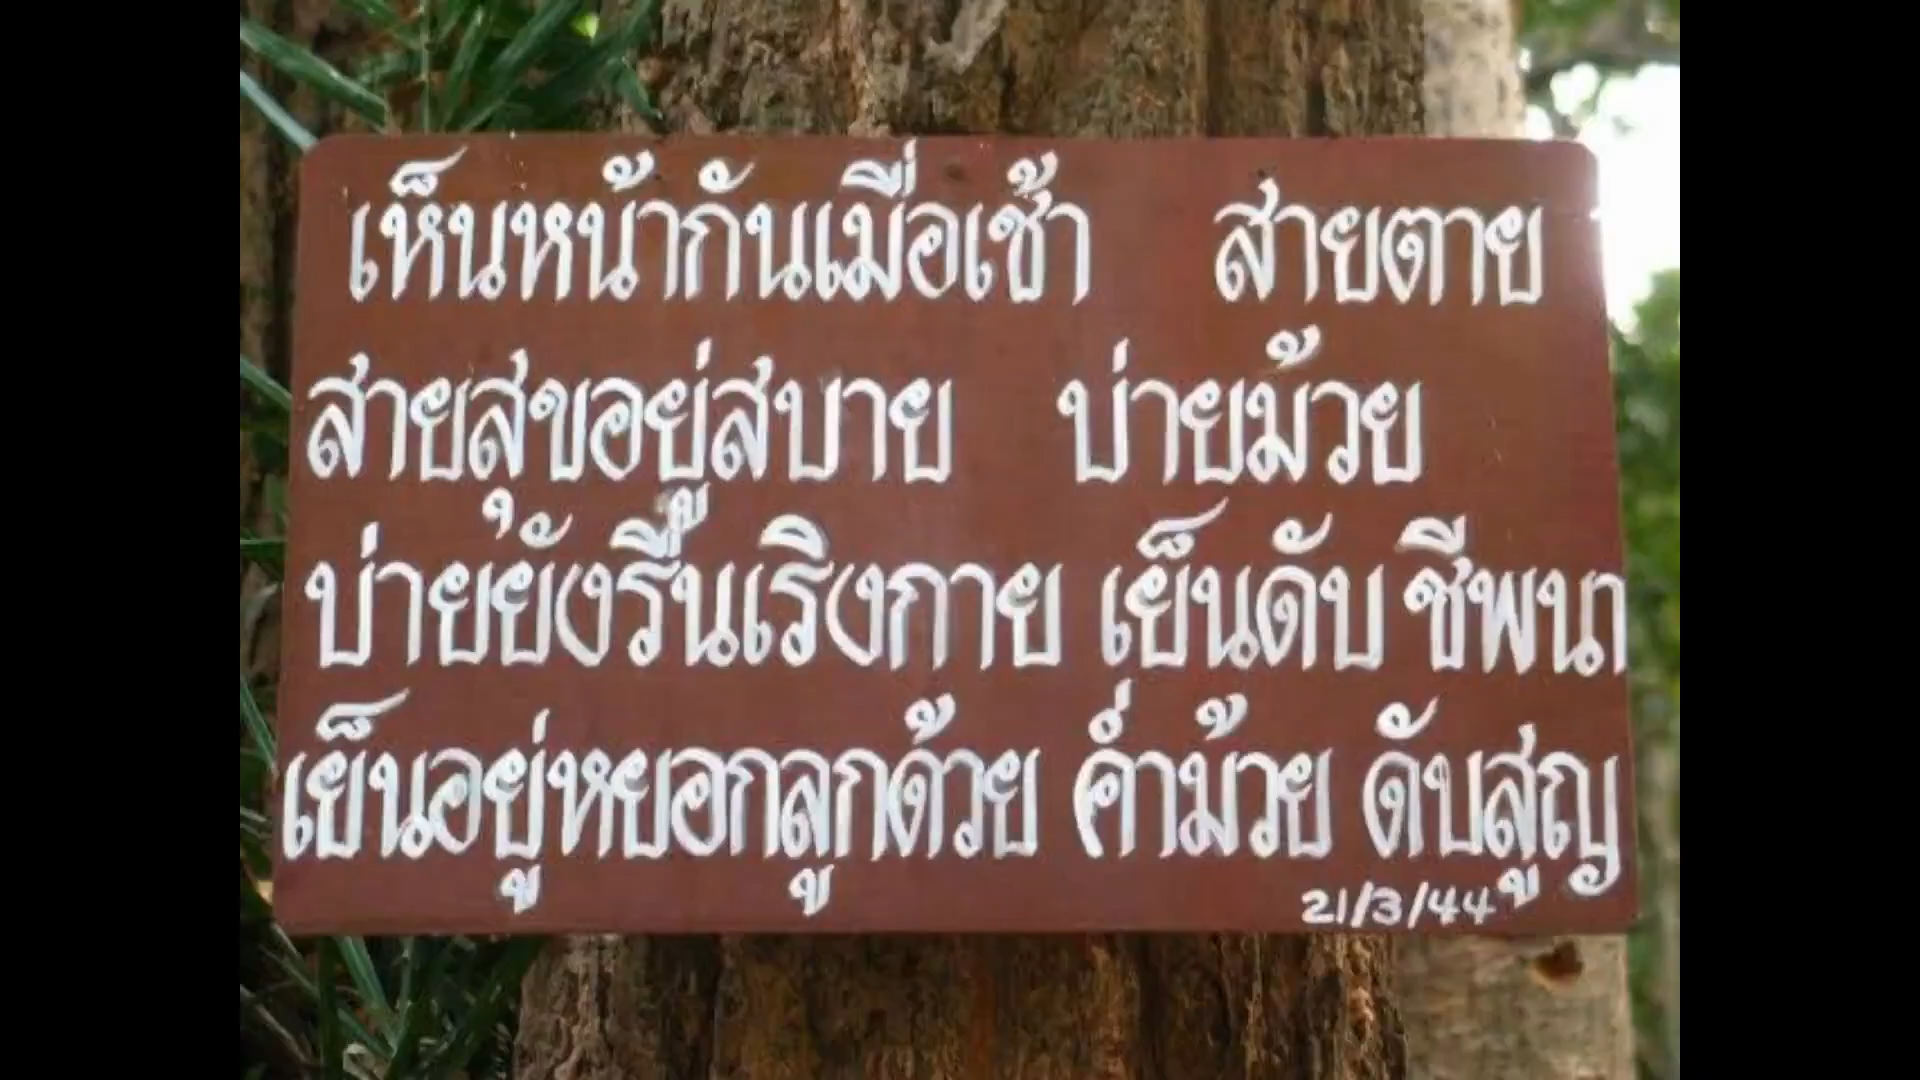 เห็นหน้ากันเมื่อเช้า สายตาย
สายสุขอยู่สบาย บ่ายม้วย
บ่ายยังรื่นเริงกาย เย็นดับ ชีพนา
เย็นอยู่หยอกลูกด้วย ค่ำม้วย ดับสูญ
21/3/44